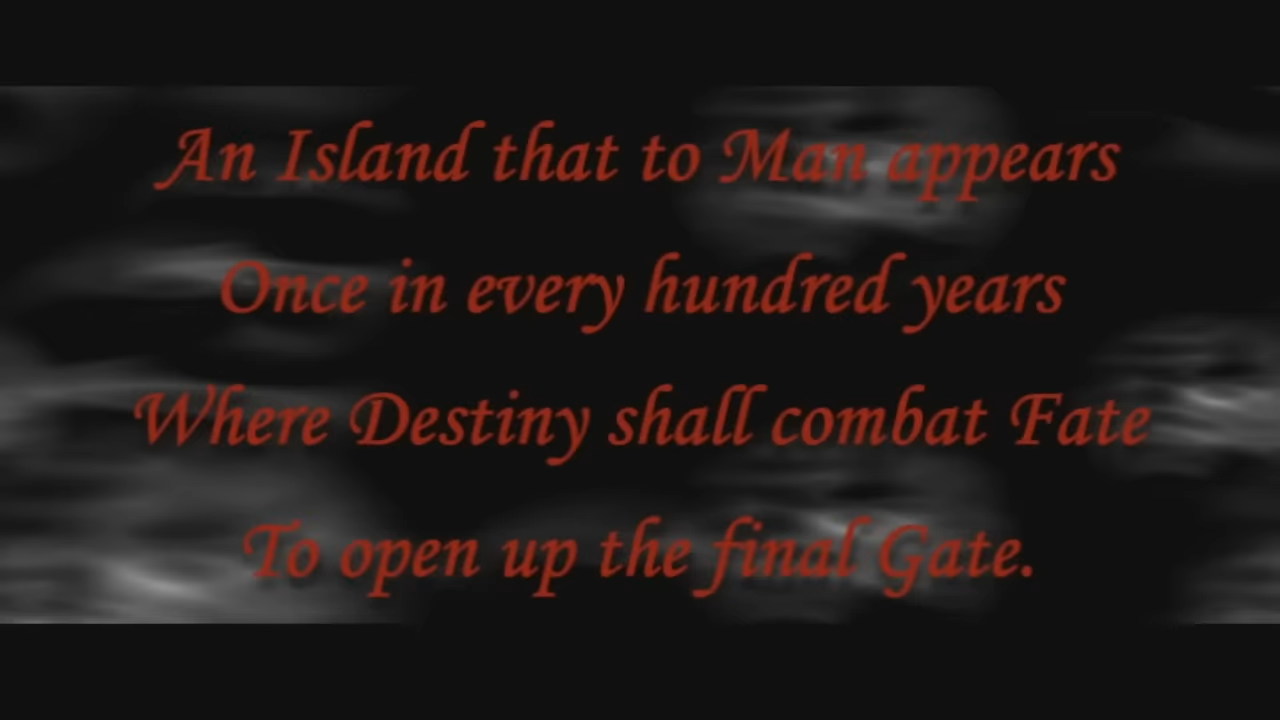 An Island that to Man appears
Once in every hundred years
Where Destiny shall combat Fate
To open up the final Gate.